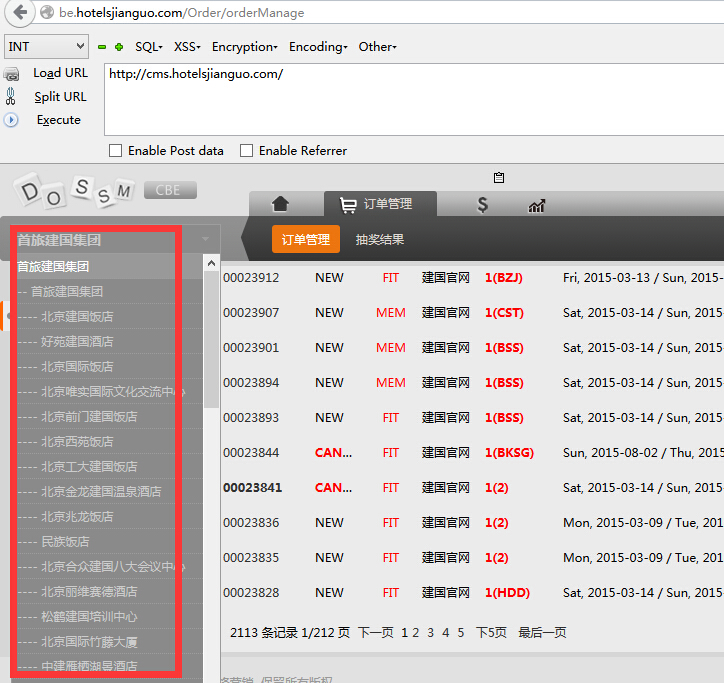 be.hotelsjianguo.com/Order/orderManage
INT SQL XSS Encryption Encoding Other
Load URL http://cms.hotelsjianguo.com/
Split URL
Execute
Enable Post data Enable Referrer
DOSSM CBE
订单管理 $
首旅建国集团 订单管理 抽奖结果
首旅建国集团
-- 首旅建国集团
---- 北京建国饭店
---- 好苑建国酒店
---- 北京国际饭店
---- 北京唯实国际文化交流中心
---- 北京前门建国饭店
---- 北京西苑饭店
---- 北京工大建国饭店
---- 北京金龙建国温泉酒店
---- 北京兆龙饭店
---- 民族饭店
---- 北京合众建国八大会议中心
---- 北京丽维赛德酒店
---- 松鹤建国培训中心
---- 北京国际竹藤大厦
---- 中建雁栖湖景酒店
00023912 NEW FIT 建国官网 1(BZJ) Fri, 2015-03-13 / Sun, 2015-
00023907 NEW MEM 建国官网 1(CST) Sat, 2015-03-14 / Sun, 2015-
00023901 NEW MEM 建国官网 1(BSS) Sat, 2015-03-14 / Sun, 2015-
00023894 NEW MEM 建国官网 1(BSS) Sat, 2015-03-14 / Sun, 2015-
00023893 NEW FIT 建国官网 1(BSS) Sat, 2015-03-14 / Sun, 2015-
00023844 CAN... FIT 建国官网 1(BKSG) Sun, 2015-08-02 / Thu, 2015
00023841 CAN... FIT 建国官网 1(2) Sat, 2015-03-14 / Sun, 2015-
00023836 NEW FIT 建国官网 1(2) Mon, 2015-03-09 / Tue, 201
00023835 NEW FIT 建国官网 1(2) Mon, 2015-03-09 / Tue, 201
00023828 NEW FIT 建国官网 1(HDD) Sat, 2015-03-14 / Sun, 2015-
2113 条记录 1/212 页 下一页 1 2 3 4 5 下5页 最后一页